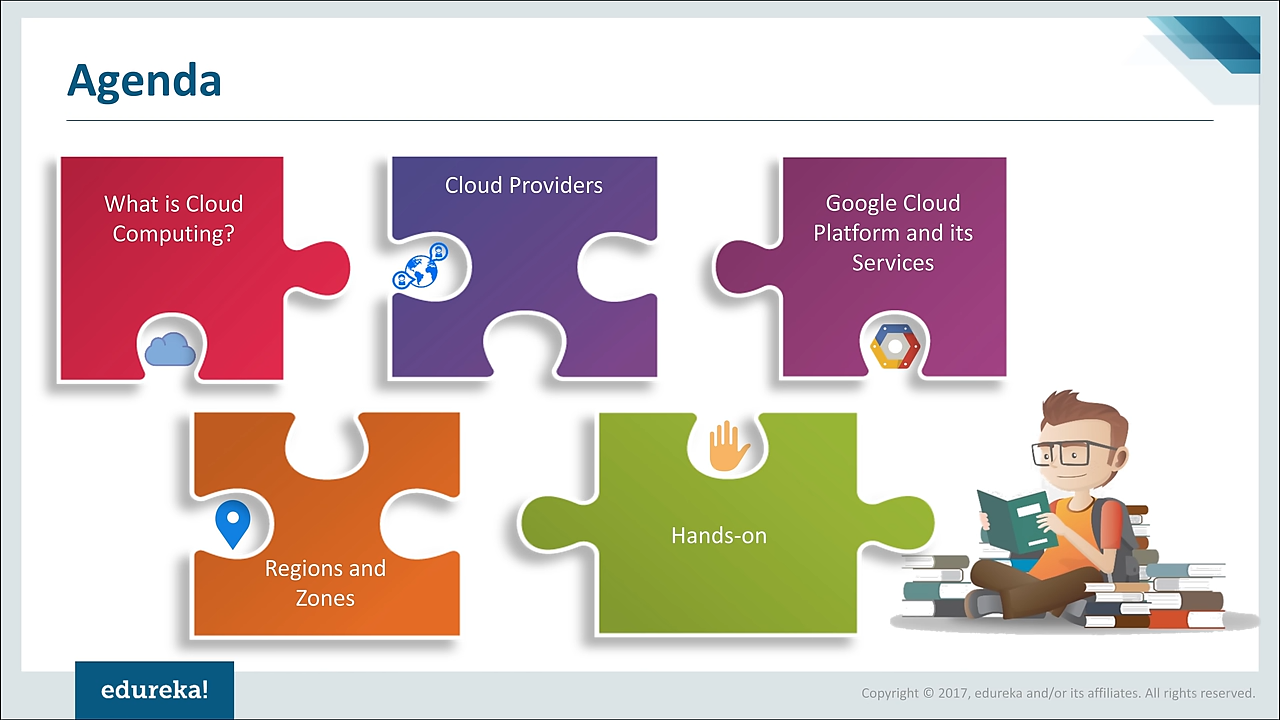 Agenda
What is Cloud
Computing?
Cloud Providers
Google Cloud
Platform and its
Services
Regions and
Zones
Hands-on
edureka!
Copyright © 2017, edureka and/or its affiliates. All rights reserved.